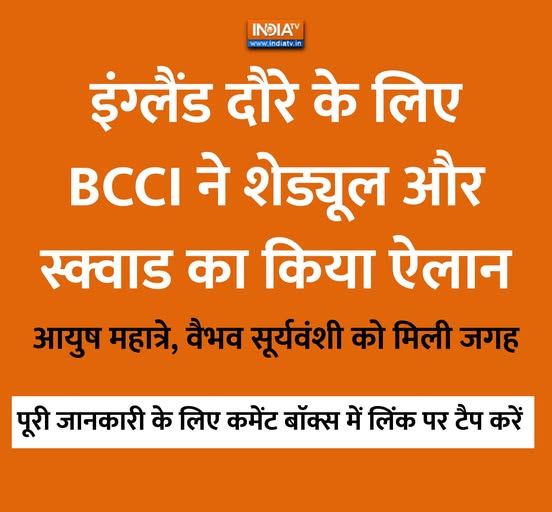 INDIA TV
www.indiatv.in
इंग्लैंड दौरे के लिए
BCCI ने शेड्यूल और
स्क्वाड का किया ऐलान
आयुष महात्रे, वैभव सूर्यवंशी को मिली जगह
पूरी जानकारी के लिए कमेंट बॉक्स में लिंक पर टैप करें